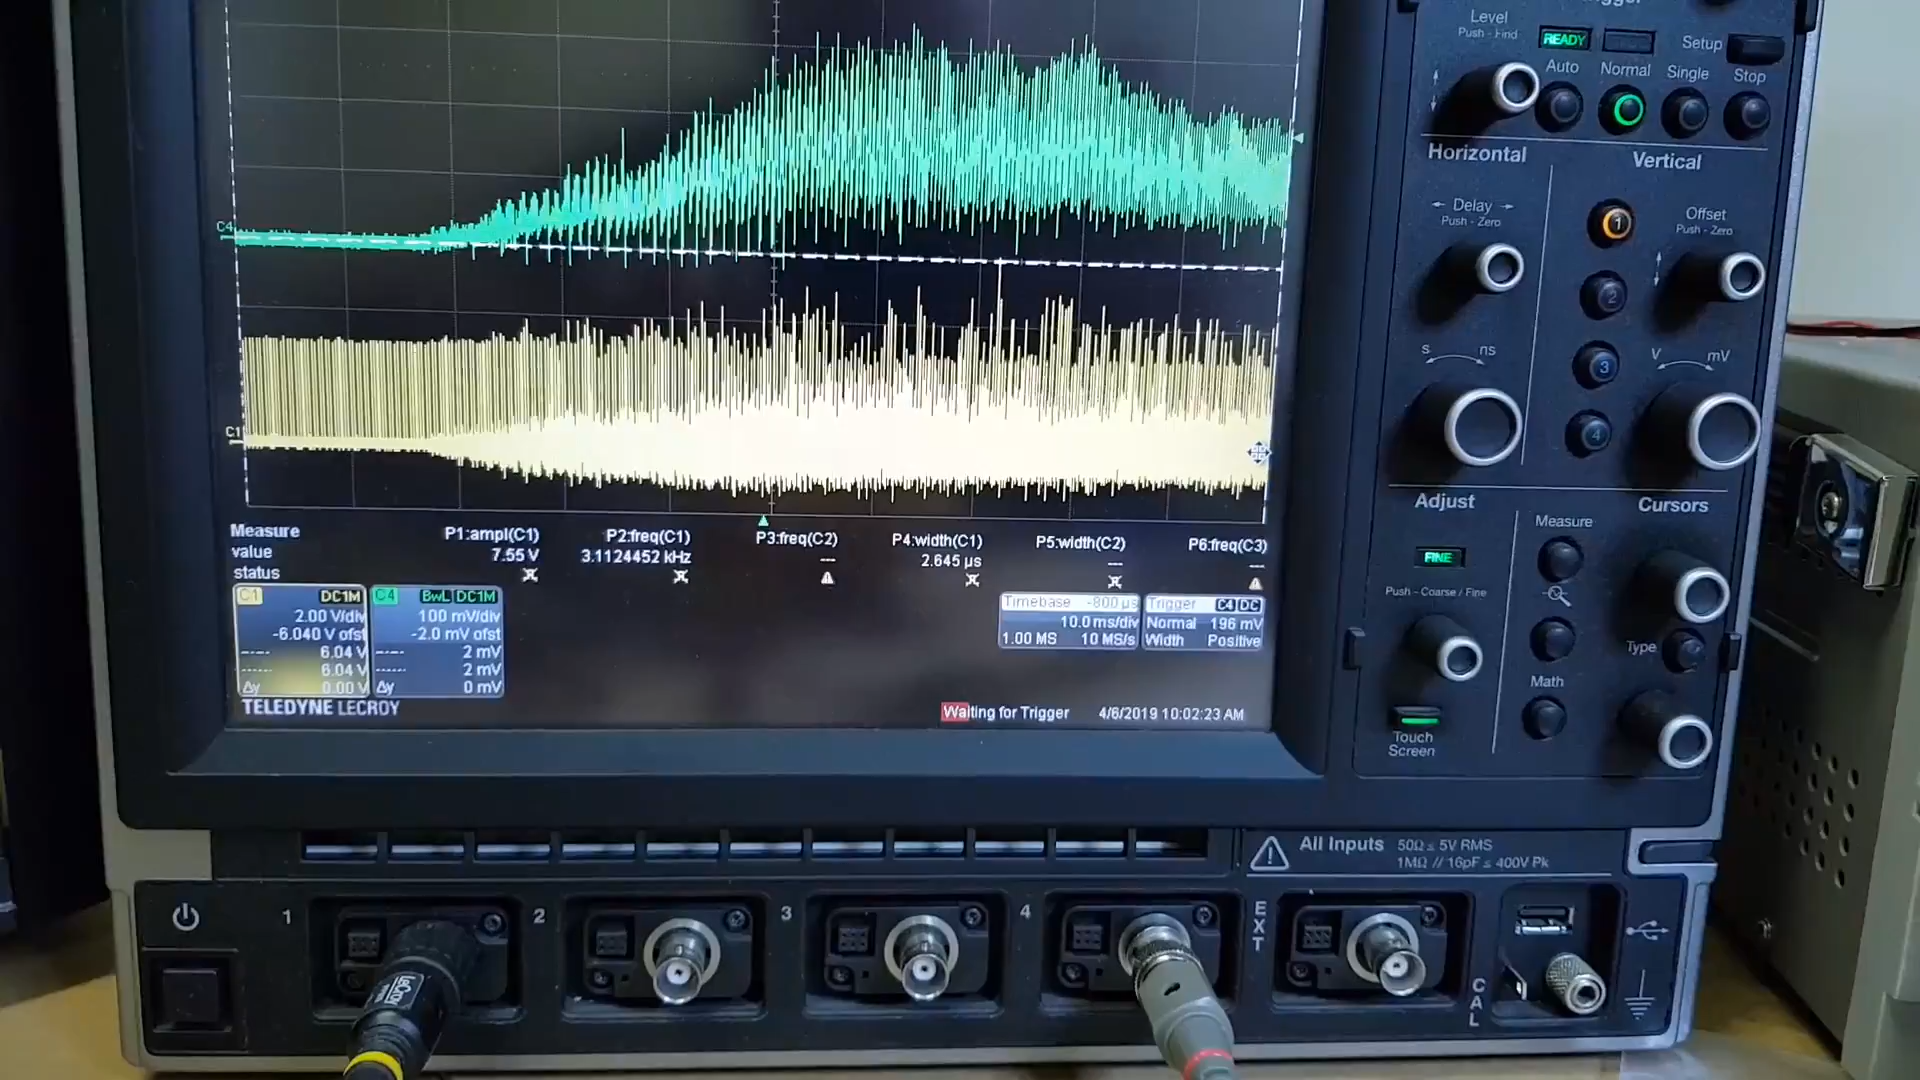 Level
Push - Find
READY
Setup
Auto
Normal
Single
Stop
Horizontal
Vertical
Delay
Push - Zero
1
Offset
Push - Zero
2
s
ns
3
V
mV
4
Adjust
Cursors
Measure
FINE
Push - Coarse / Fine
Type
Math
Touch
Screen
C4
C1
Measure
value
status
P1:ampl(C1)
7.55 V
P2:freq(C1)
3.1124452 kHz
P3:freq(C2)
---
P4:width(C1)
2.645 µs
P5:width(C2)
---
P6:freq(C3)
---
C1 DC1M
2.00 V/div
-6.040 V ofst
6.04 V
6.04 V
Δy 0.00 V
C4 BwL DC1M
100 mV/div
-2.0 mV ofst
2 mV
2 mV
Δy 0 mV
Timebase -800 µs
10.0 ms/div
1.00 MS 10 MS/s
Trigger C4 DC
Normal 196 mV
Width Positive
TELEDYNE LECROY
Waiting for Trigger
4/6/2019 10:02:23 AM
All Inputs 50Ω ≤ 5V RMS
1MΩ // 16pF ≤ 400V Pk
1
2
3
4
EXT
CAL
LeCroy